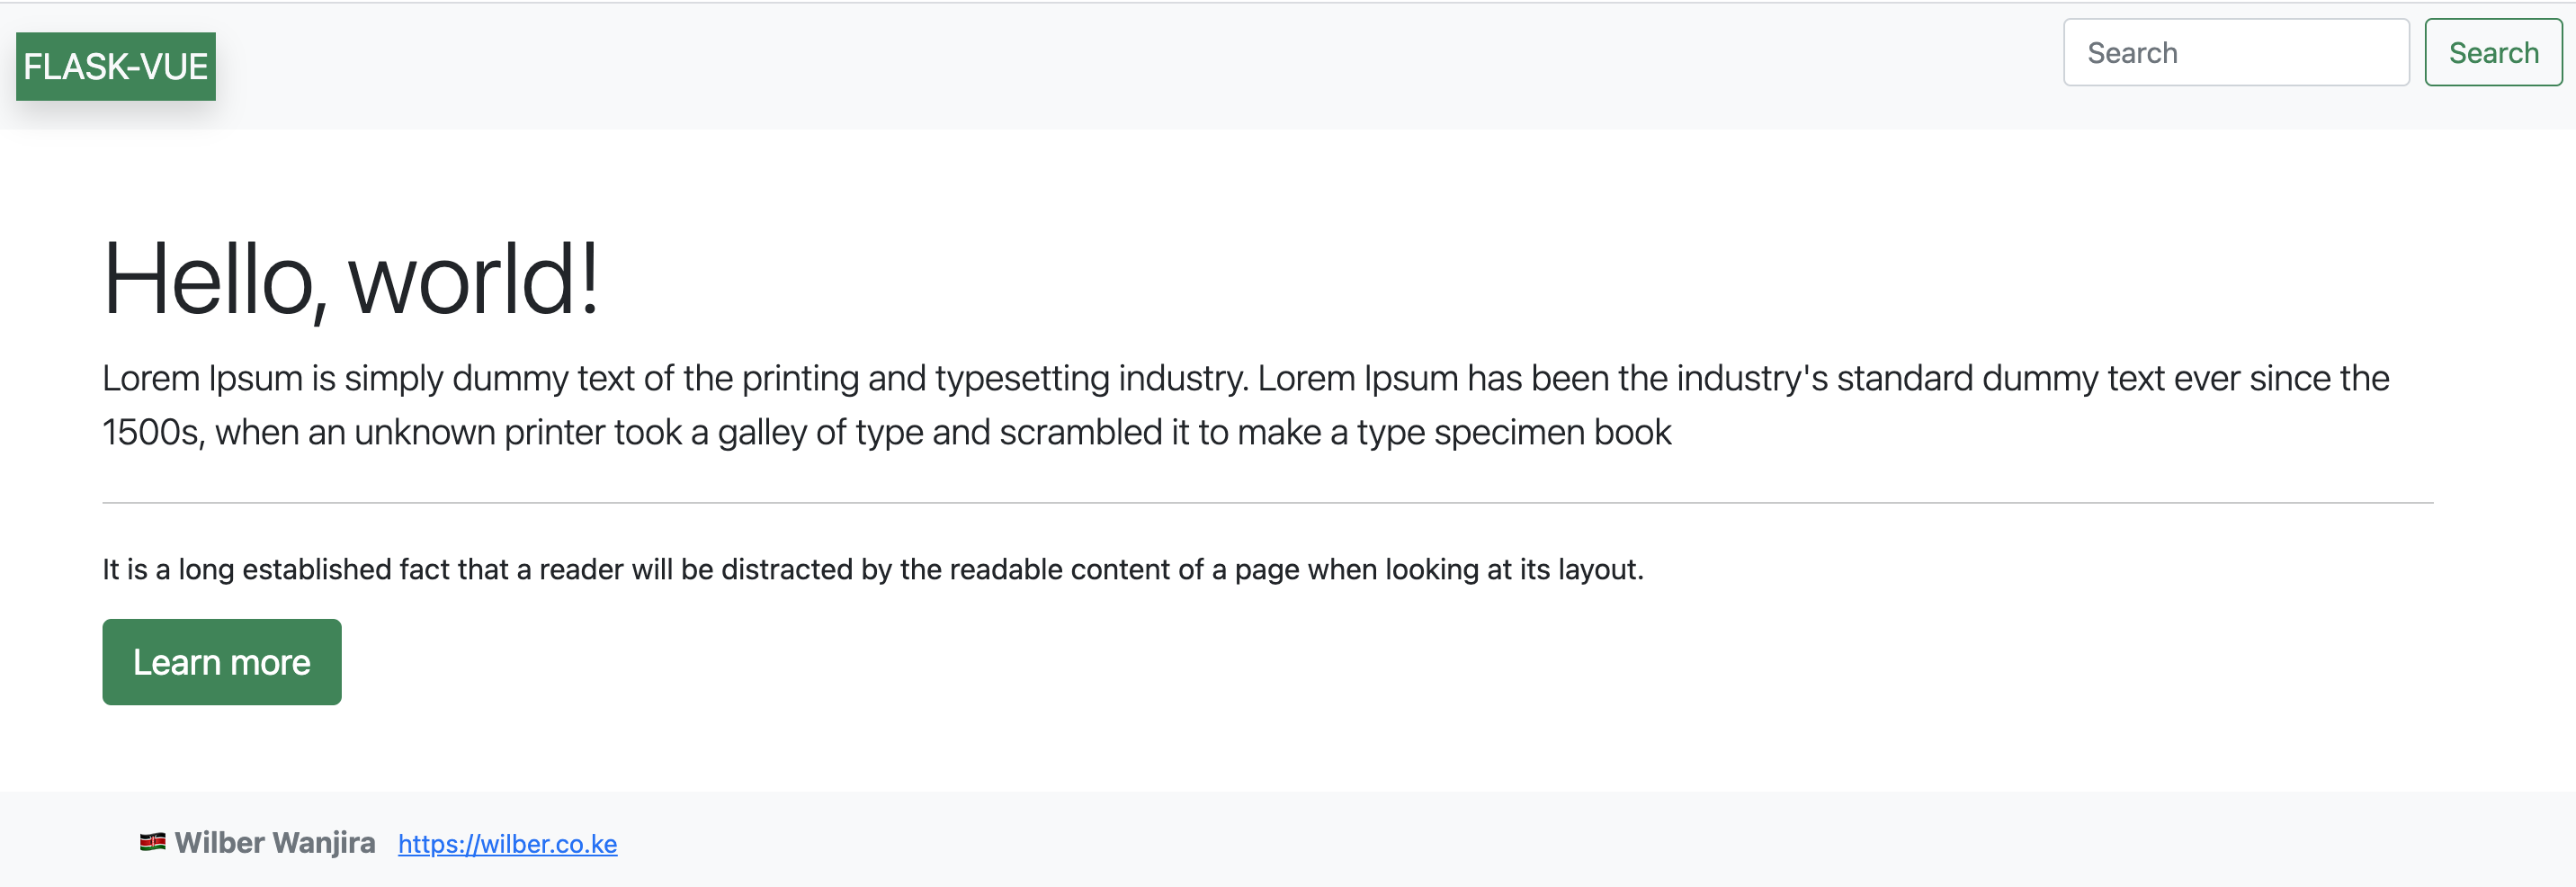 FLASK-VUE
Search
Search
Hello, world!
Lorem Ipsum is simply dummy text of the printing and typesetting industry. Lorem Ipsum has been the industry's standard dummy text ever since the
1500s, when an unknown printer took a galley of type and scrambled it to make a type specimen book
It is a long established fact that a reader will be distracted by the readable content of a page when looking at its layout.
Learn more
🇰🇪 Wilber Wanjira https://wilber.co.ke